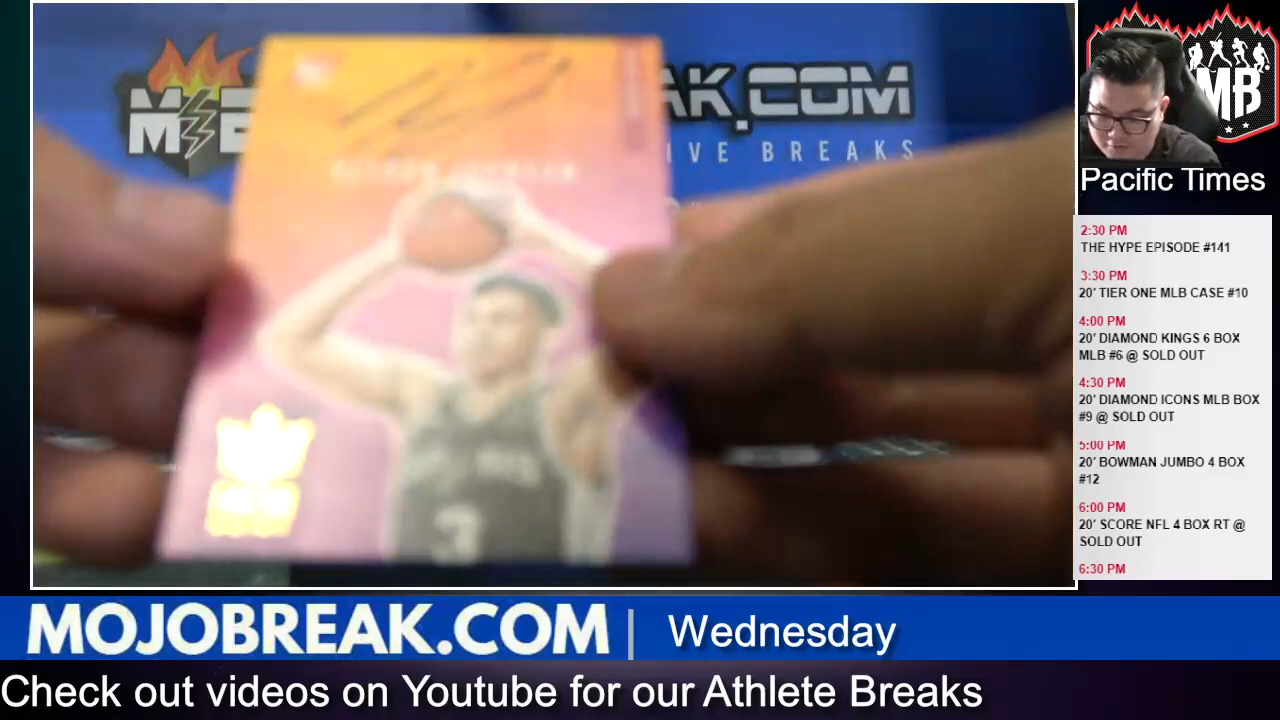 AK.COM
IVE BREAKS
3
MB
Pacific Times
2:30 PM
THE HYPE EPISODE #141
3:30 PM
20' TIER ONE MLB CASE #10
4:00 PM
20' DIAMOND KINGS 6 BOX
MLB #6 @ SOLD OUT
4:30 PM
20' DIAMOND ICONS MLB BOX
#9 @ SOLD OUT
5:00 PM
20' BOWMAN JUMBO 4 BOX
#12
6:00 PM
20' SCORE NFL 4 BOX RT @
SOLD OUT
6:30 PM
MOJOBREAK.COM | Wednesday
Check out videos on Youtube for our Athlete Breaks